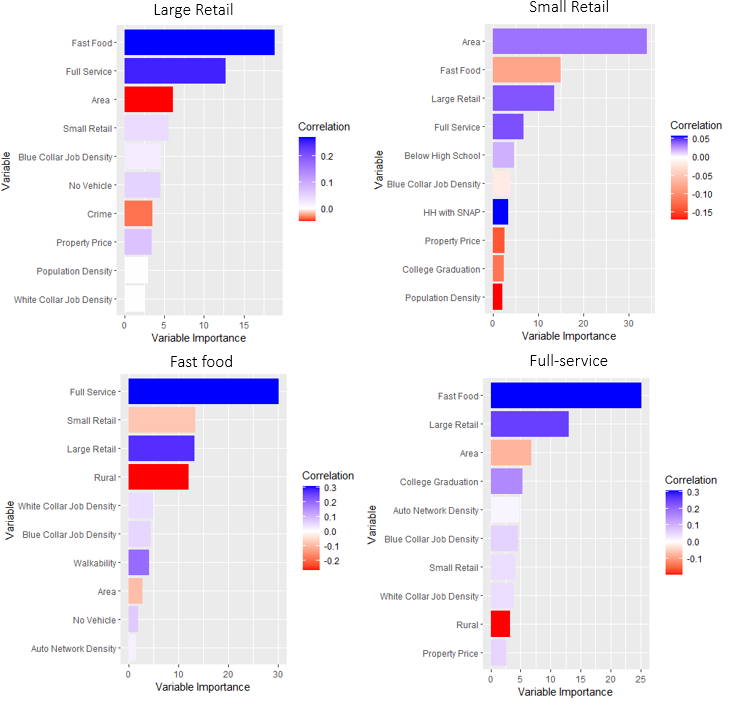 Large Retail
Variable
Fast Food
Full Service
Area
Small Retail
Blue Collar Job Density
No Vehicle
Crime
Property Price
Population Density
White Collar Job Density
0
5
10
15
Variable Importance
Correlation
0.2
0.1
0.0
Small Retail
Variable
Area
Fast Food
Large Retail
Full Service
Below High School
Blue Collar Job Density
HH with SNAP
Property Price
College Graduation
Population Density
0
10
20
30
Variable Importance
Correlation
0.05
0.00
-0.05
-0.10
-0.15
Fast food
Variable
Full Service
Small Retail
Large Retail
Rural
White Collar Job Density
Blue Collar Job Density
Walkability
Area
No Vehicle
Auto Network Density
0
10
20
30
Variable Importance
Correlation
0.3
0.2
0.1
0.0
-0.1
-0.2
Full-service
Variable
Fast Food
Large Retail
Area
College Graduation
Auto Network Density
Blue Collar Job Density
Small Retail
White Collar Job Density
Rural
Property Price
0
5
10
15
20
25
Variable Importance
Correlation
0.3
0.2
0.1
0.0
-0.1